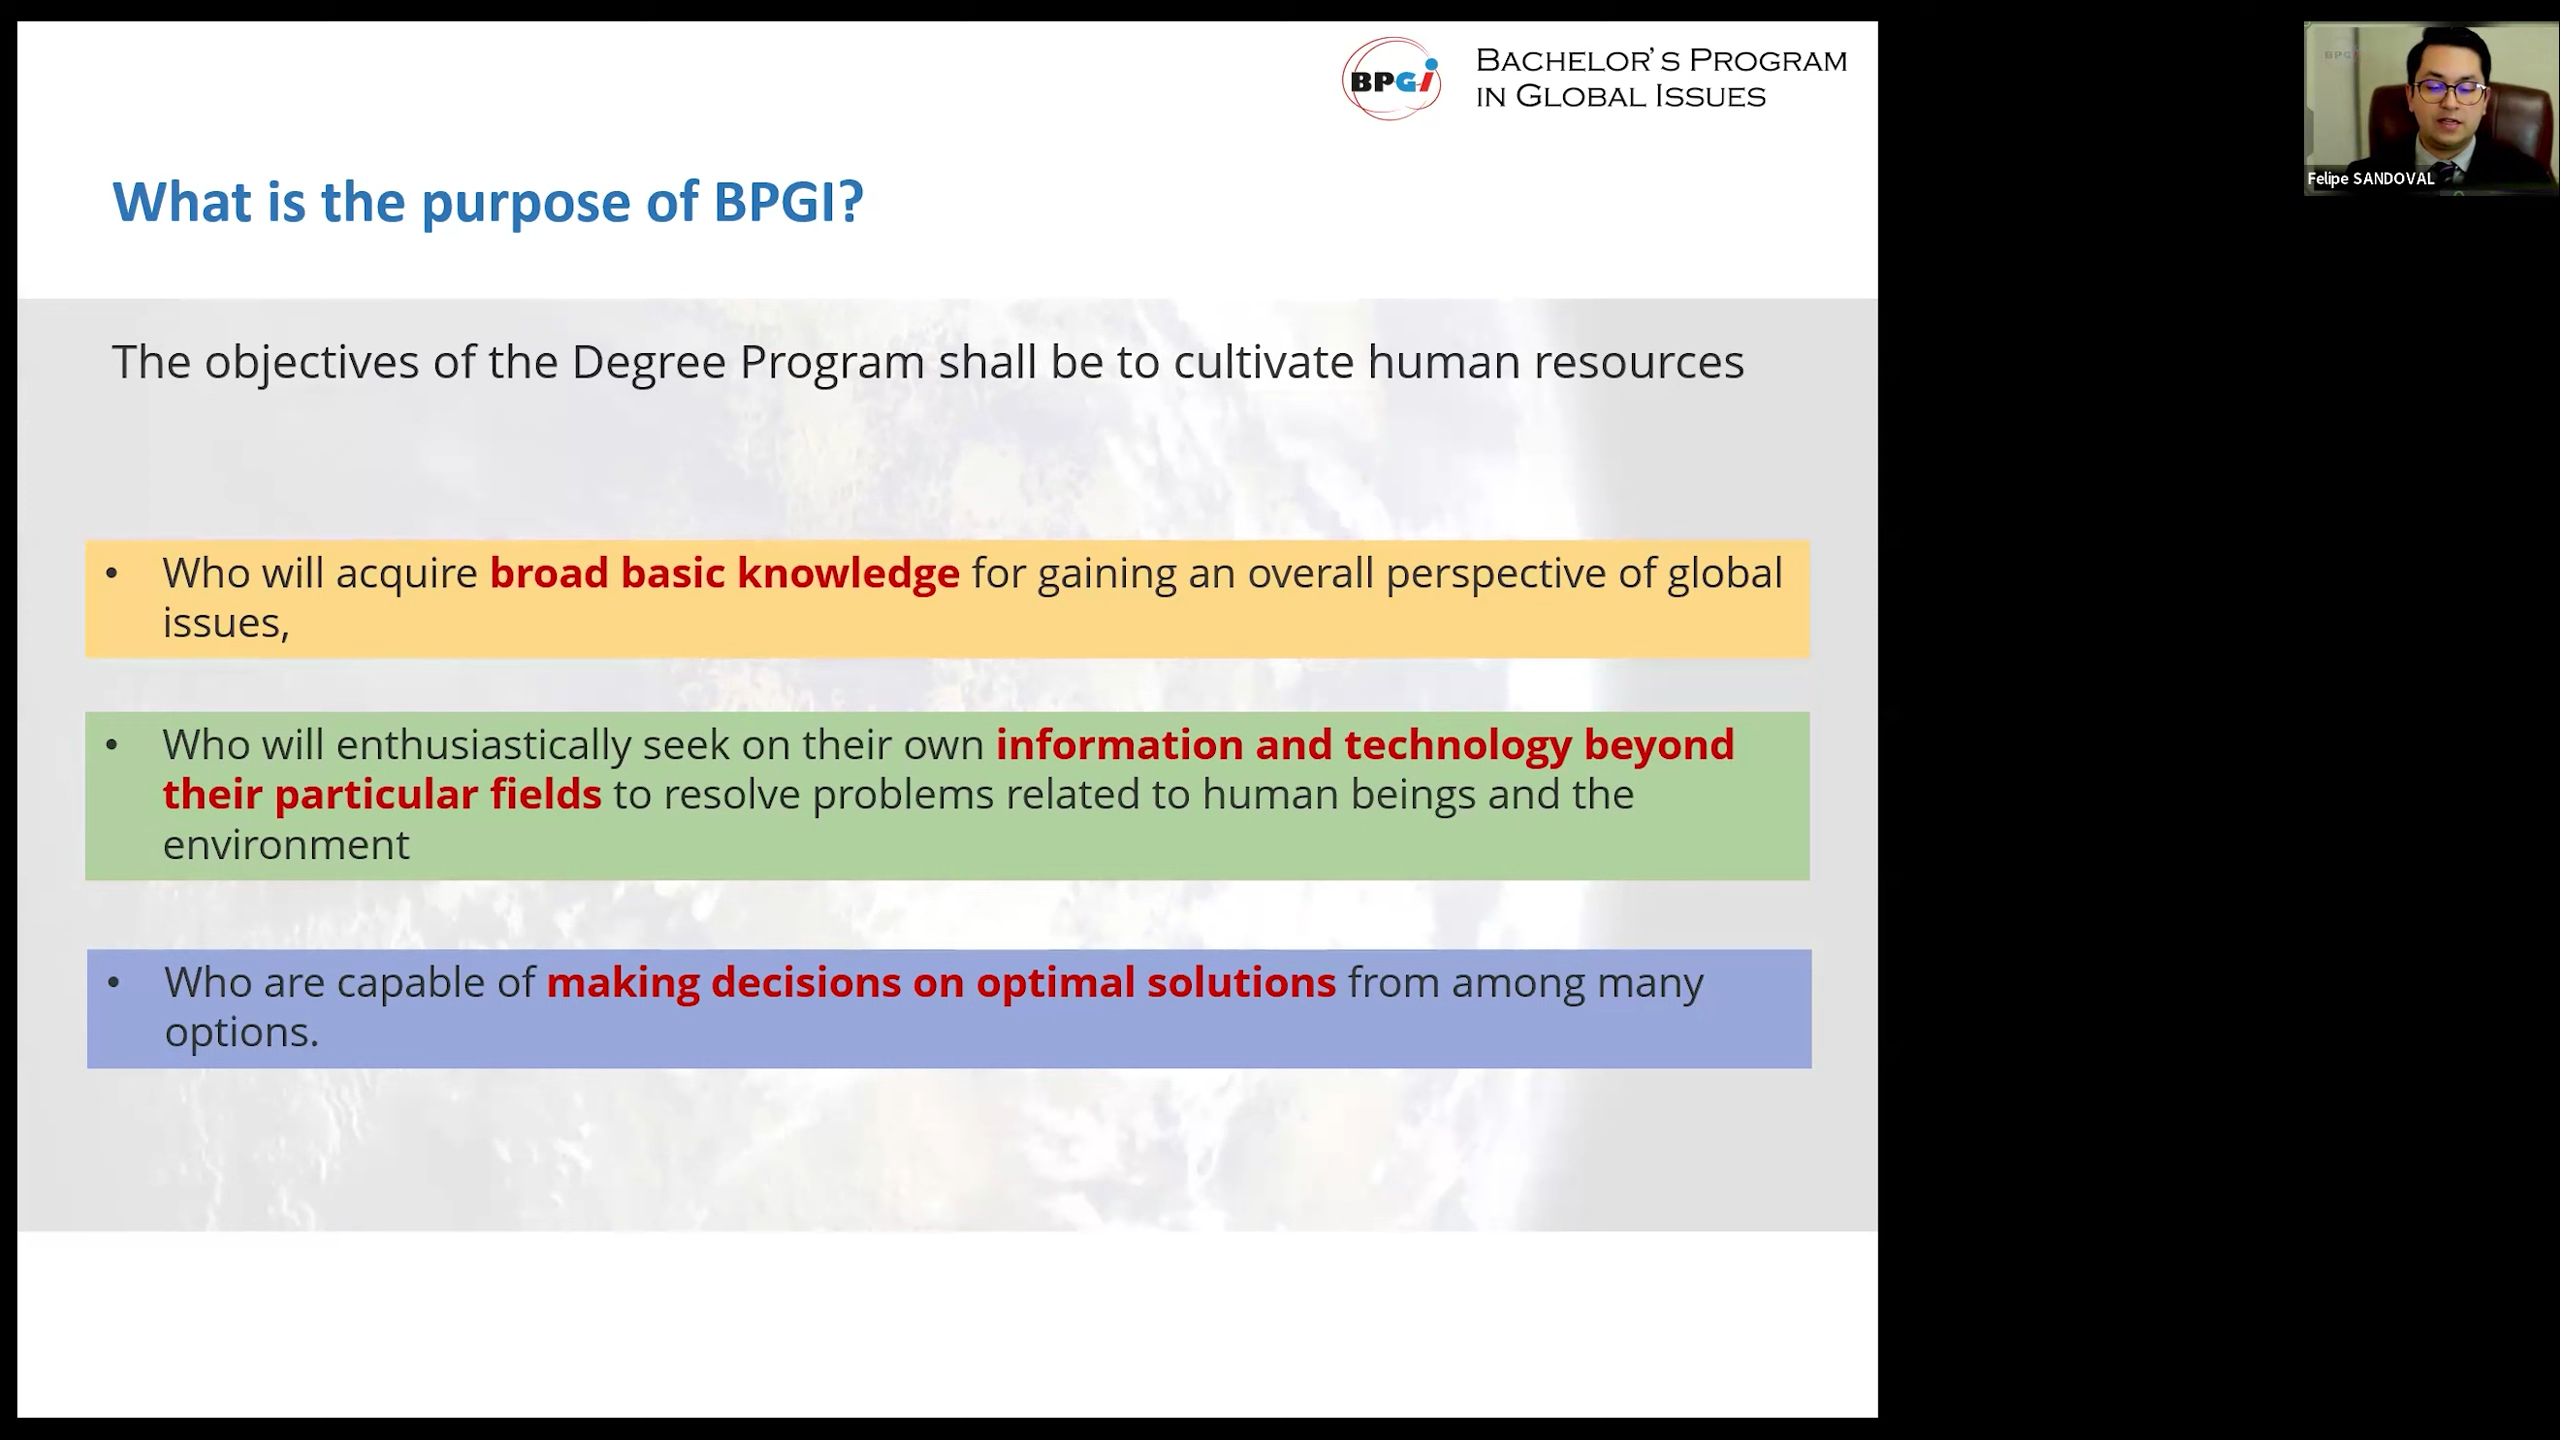 BPGi
BACHELOR'S PROGRAM
IN GLOBAL ISSUES
BPG
Felipe SANDOVAL
What is the purpose of BPGI?
The objectives of the Degree Program shall be to cultivate human resources
• Who will acquire broad basic knowledge for gaining an overall perspective of global
issues,
• Who will enthusiastically seek on their own information and technology beyond
their particular fields to resolve problems related to human beings and the
environment
• Who are capable of making decisions on optimal solutions from among many
options.